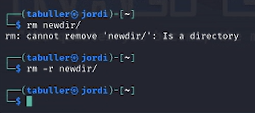 ┌──(tabuller㉿jordi)-[~]
└─$ rm newdir/
rm: cannot remove 'newdir/': Is a directory
┌──(tabuller㉿jordi)-[~]
└─$ rm -r newdir/
┌──(tabuller㉿jordi)-[~]
└─$